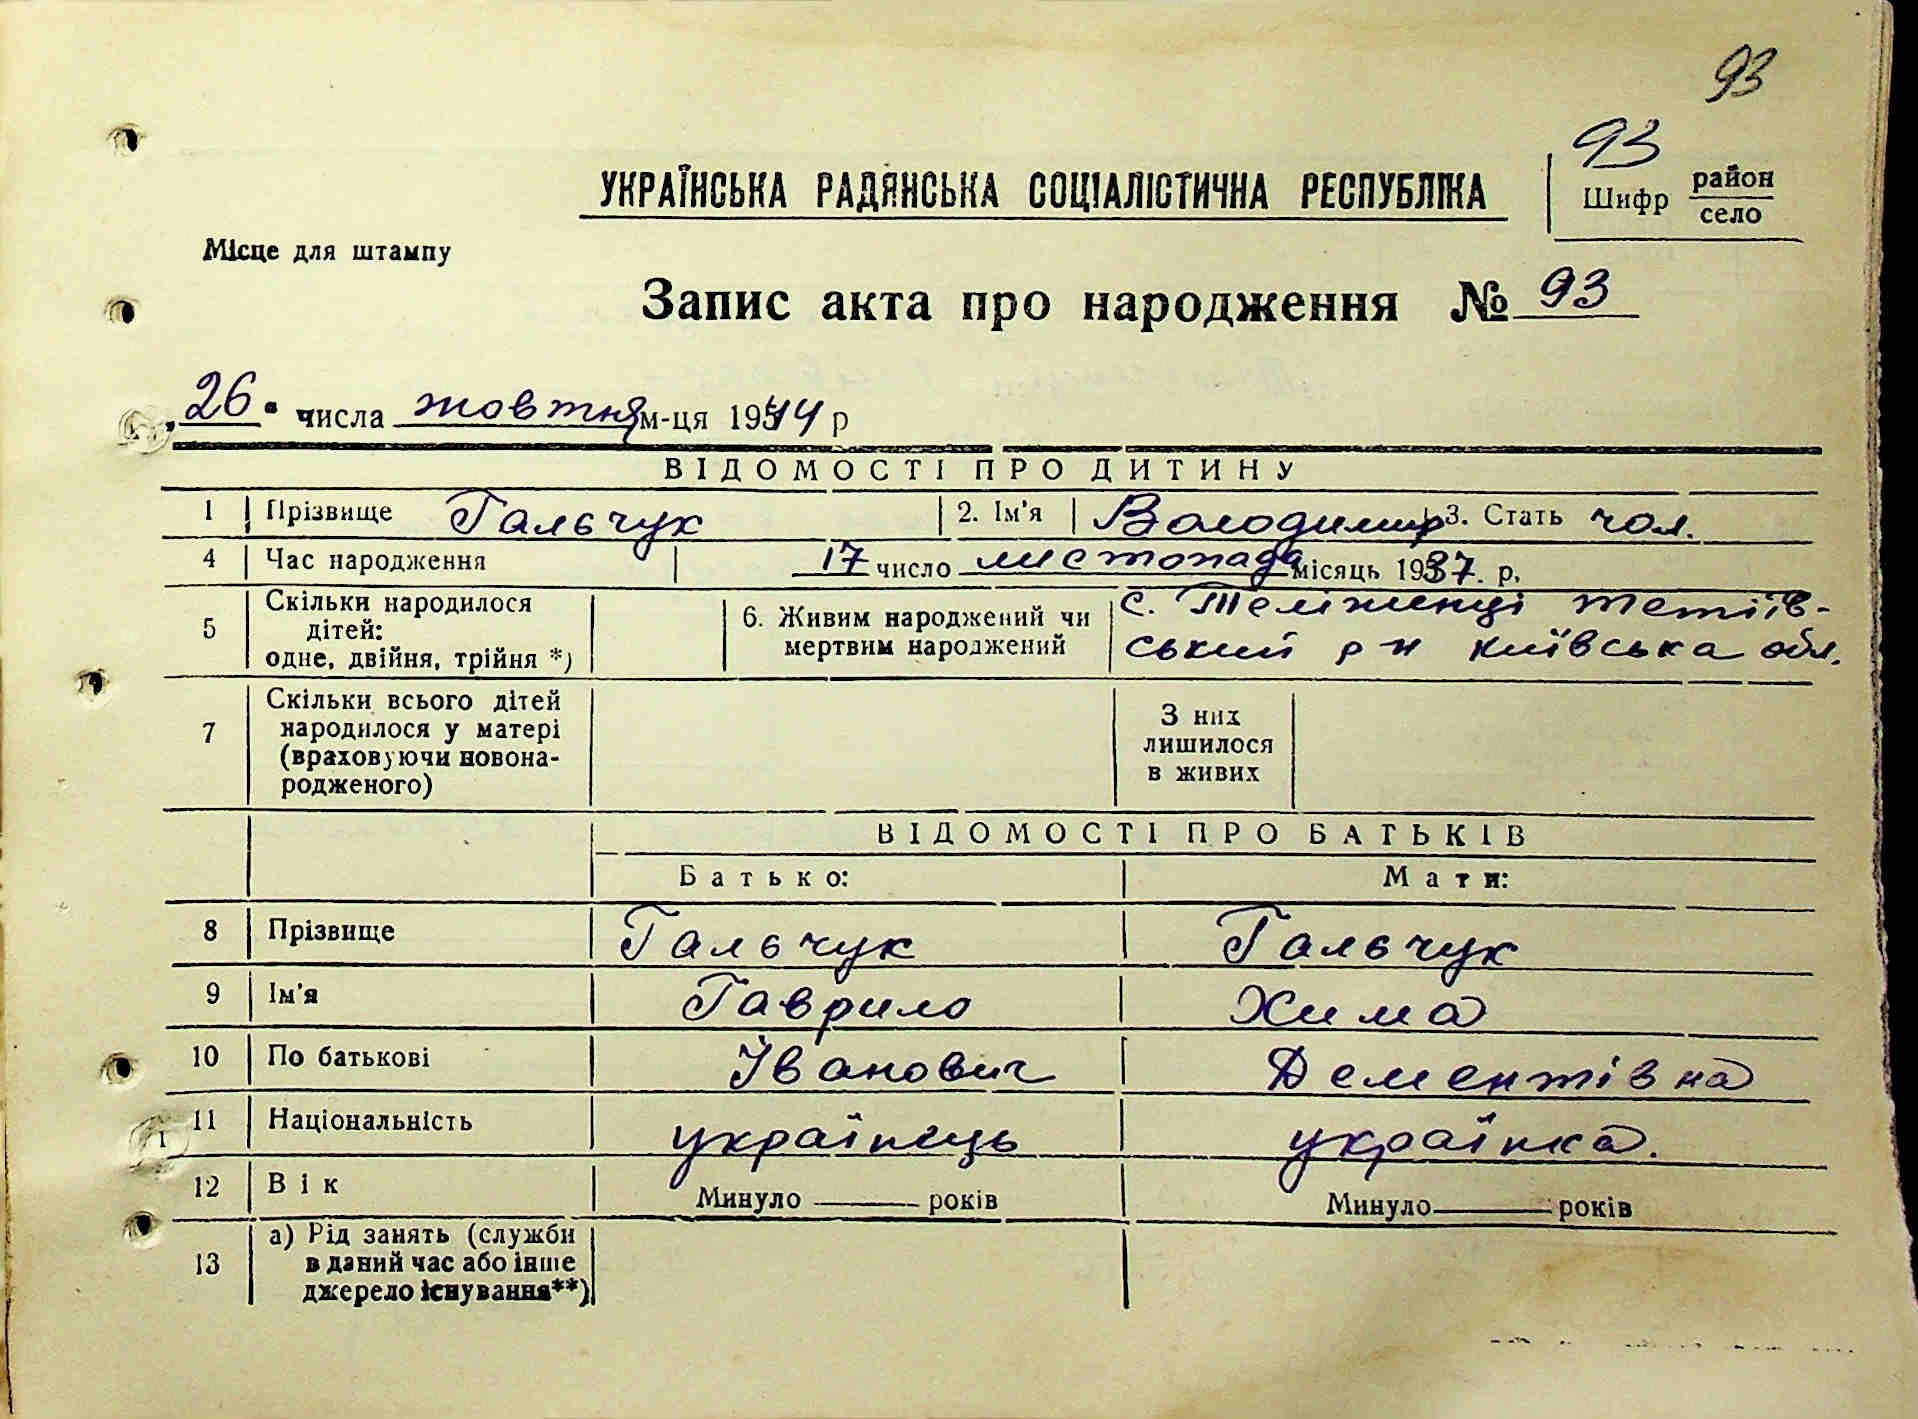 93
93
УКРАЇНСЬКА РАДЯНСЬКА СОЦІАЛІСТИЧНА РЕСПУБЛІКА
Шифр район
село
Місце для штампу
Запис акта про народження № 93
26 числа жовтня м-ця 1944 р
ВІДОМОСТІ ПРО ДИТИНУ
1 Прізвище Гальчук 2. Ім'я Володимир 3. Стать чол.
4 Час народження 17 число листопада місяць 1937. р.
5 Скільки народилося дітей: одне, двійня, трійня *) 6. Живим народжений чи мертвим народжений с. Теліженці тетіїв-
ський р-н київська обл.
7 Скільки всього дітей народилося у матері (враховуючи новона-родженого) З них лишилося в живих
ВІДОМОСТІ ПРО БАТЬКІВ
Батько: Мати:
8 Прізвище Гальчук Гальчук
9 Ім'я Гаврило Хима
10 По батькові Іванович Дементівна
11 Національність українець українка.
12 Вік Минуло ——— років Минуло ——— років
13 а) Рід занять (служби
в даний час або інше
джерело існування**)